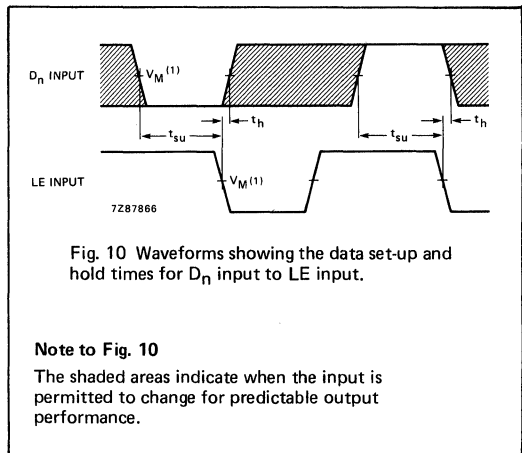 Dn INPUT
VM(1)
tsu
th
tsu
th
LE INPUT
VM(1)
7Z87866
Fig. 10 Waveforms showing the data set-up and
hold times for Dn input to LE input.
Note to Fig. 10
The shaded areas indicate when the input is
permitted to change for predictable output
performance.